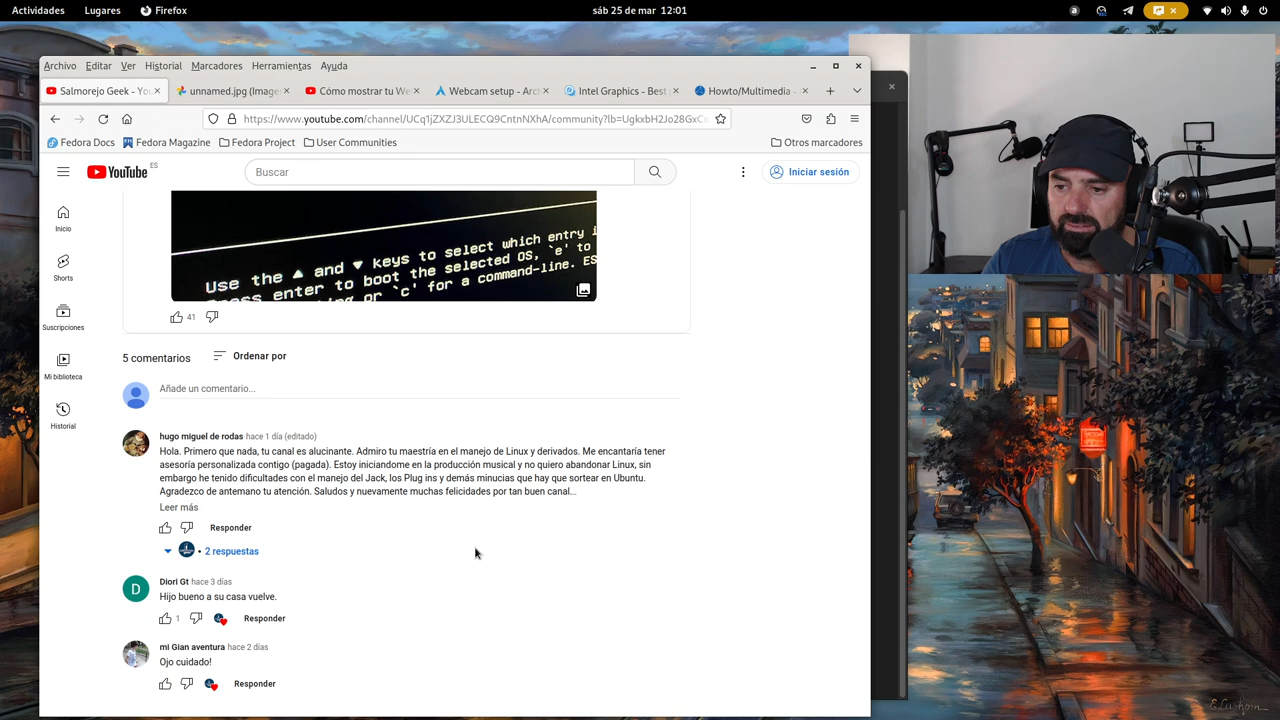 Actividades Lugares Firefox sáb 25 de mar 12:01
Archivo Editar Ver Historial Marcadores Herramientas Ayuda
Salmorejo Geek - You unnamed.jpg (Image Cómo mostrar tu We Webcam setup - Arc Intel Graphics - Best Howto/Multimedia -
https://www.youtube.com/channel/UCq1jZXZJ3ULECQ9CntnNXhA/community?lb=UgkxbH2Jo28GxC
Fedora Docs Fedora Magazine Fedora Project User Communities Otros marcadores
YouTube ES Buscar Iniciar sesión
Inicio
Shorts
Suscripciones
Mi biblioteca
Historial
Use the ▲ and ▼ keys to select which entry i
Press enter to boot the selected OS, `e' to
ing or `c' for a command-line. ES
41
5 comentarios Ordenar por
Añade un comentario...
hugo miguel de rodas hace 1 día (editado)
Hola. Primero que nada, tu canal es alucinante. Admiro tu maestría en el manejo de Linux y derivados. Me encantaría tener
asesoría personalizada contigo (pagada). Estoy iniciandome en la producción musical y no quiero abandonar Linux, sin
embargo he tenido dificultades con el manejo del Jack, los Plug ins y demás minucias que hay que sortear en Ubuntu.
Agradezco de antemano tu atención. Saludos y nuevamente muchas felicidades por tan buen canal...
Leer más
Responder
• 2 respuestas
D
Diori Gt hace 3 días
Hijo bueno a su casa vuelve.
1 Responder
mi Gian aventura hace 2 días
Ojo cuidado!
Responder